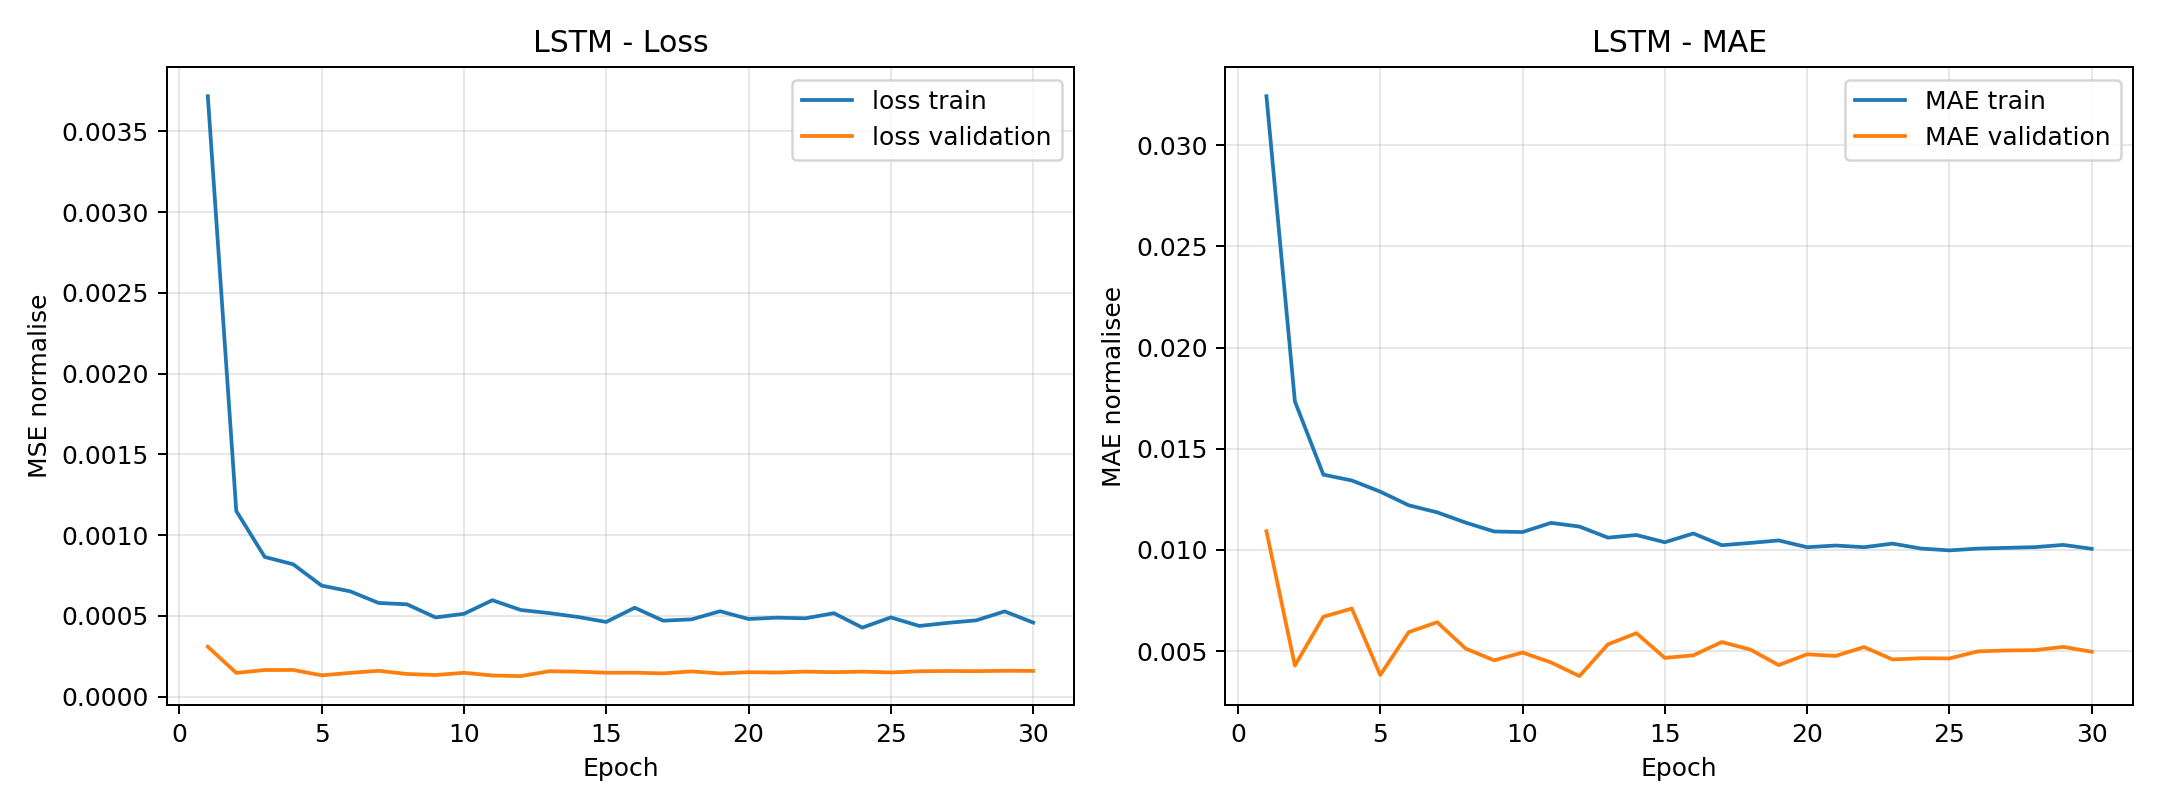 LSTM - Loss
loss train
loss validation
MSE normalise
0.0035
0.0030
0.0025
0.0020
0.0015
0.0010
0.0005
0.0000
0 5 10 15 20 25 30
Epoch
LSTM - MAE
MAE train
MAE validation
MAE normalisee
0.030
0.025
0.020
0.015
0.010
0.005
0 5 10 15 20 25 30
Epoch